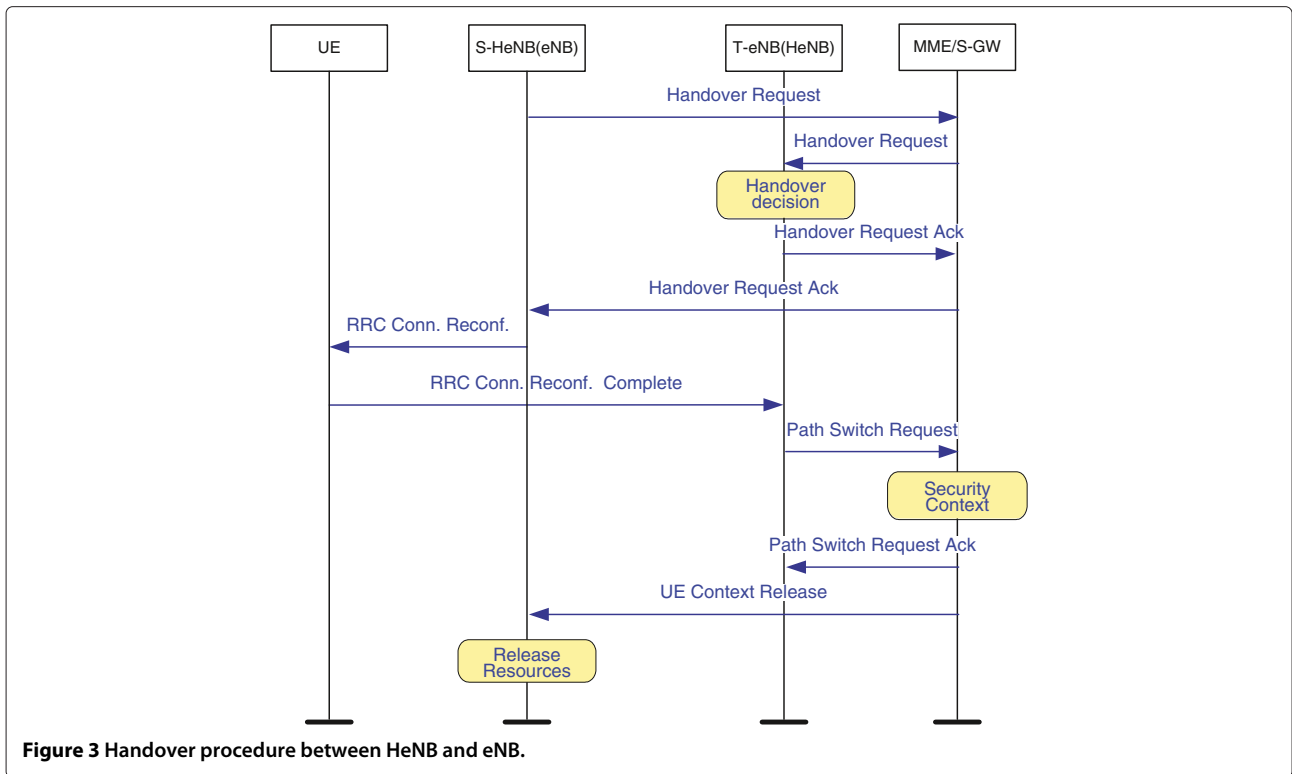 UE
S-HeNB(eNB)
T-eNB(HeNB)
MME/S-GW
Handover Request
Handover Request
Handover
decision
Handover Request Ack
Handover Request Ack
RRC Conn. Reconf.
RRC Conn. Reconf. Complete
Path Switch Request
Security
Context
Path Switch Request Ack
UE Context Release
Release
Resources
Figure 3 Handover procedure between HeNB and eNB.